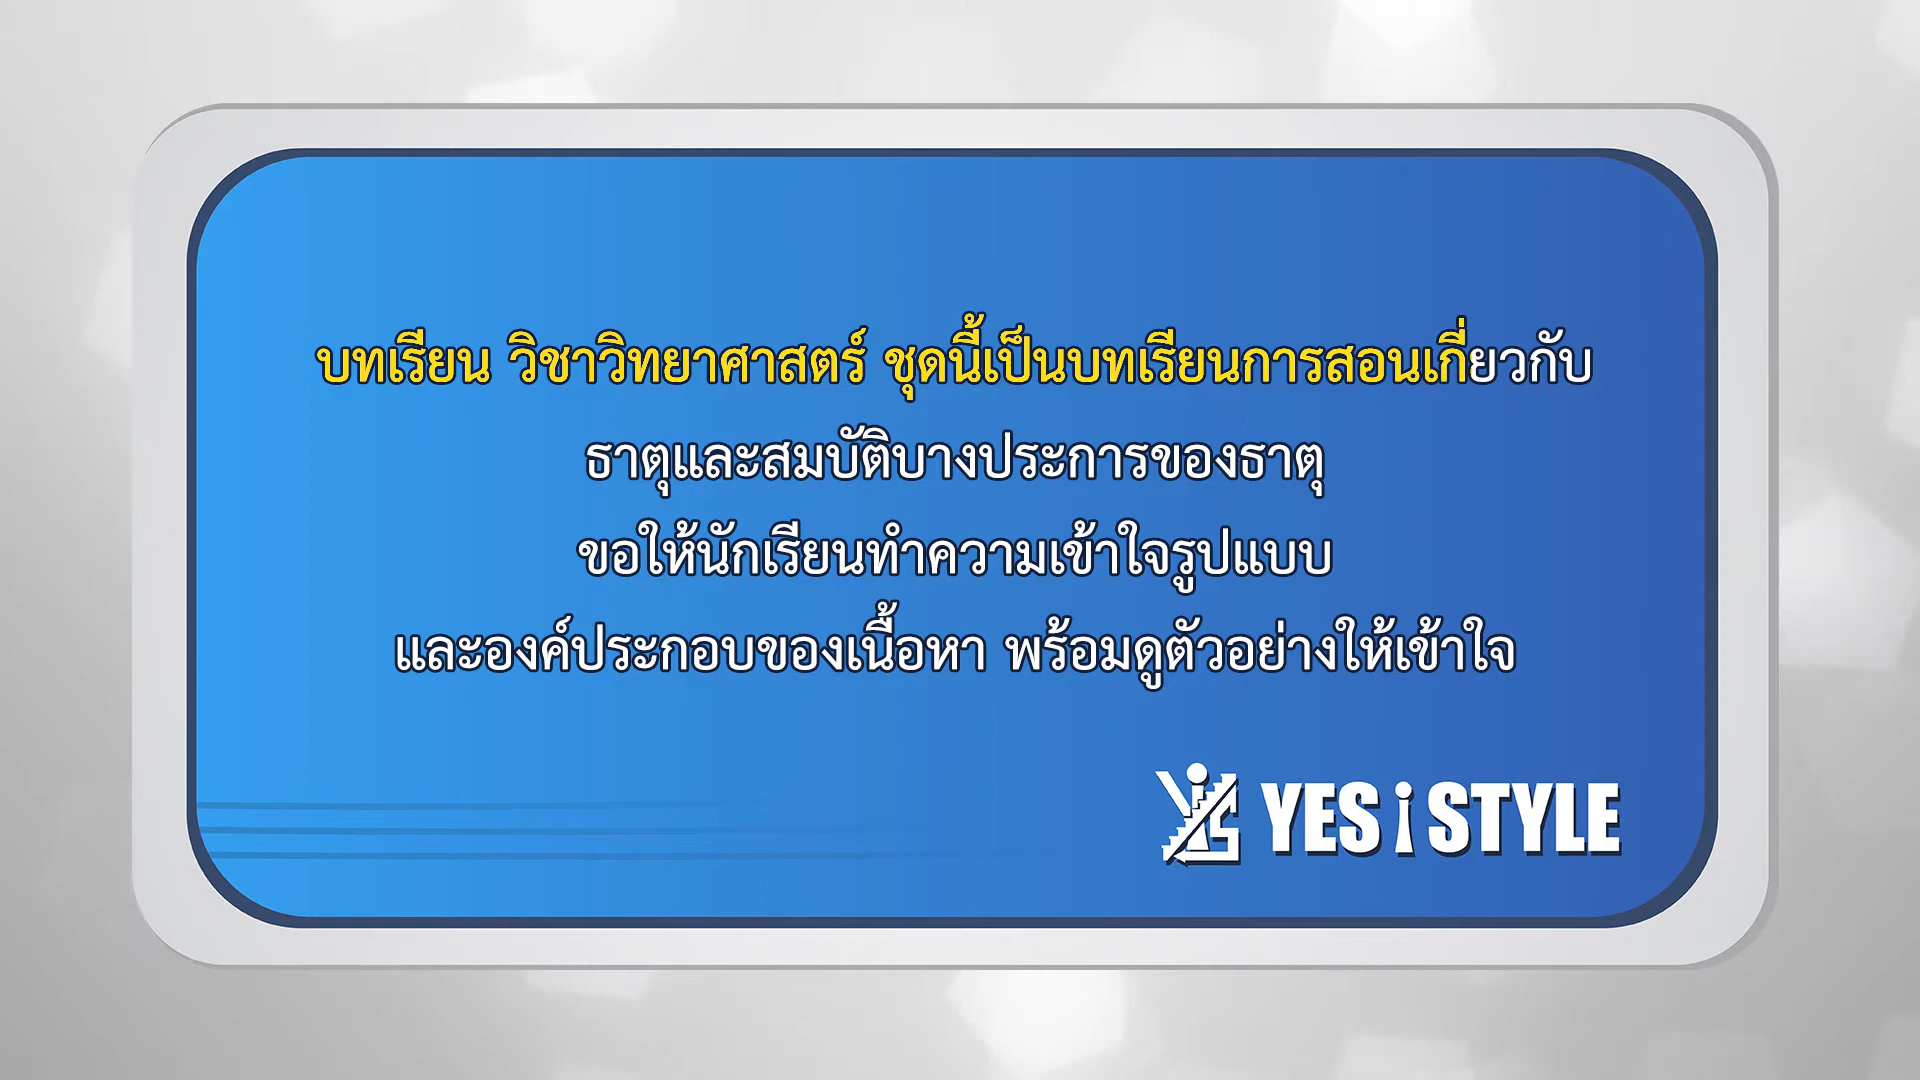 บทเรียน วิชาวิทยาศาสตร์ ชุดนี้เป็นบทเรียนการสอนเกี่ยวกับ
ธาตุและสมบัติบางประการของธาตุ
ขอให้นักเรียนทำความเข้าใจรูปแบบ
และองค์ประกอบของเนื้อหา พร้อมดูตัวอย่างให้เข้าใจ
YES i STYLE